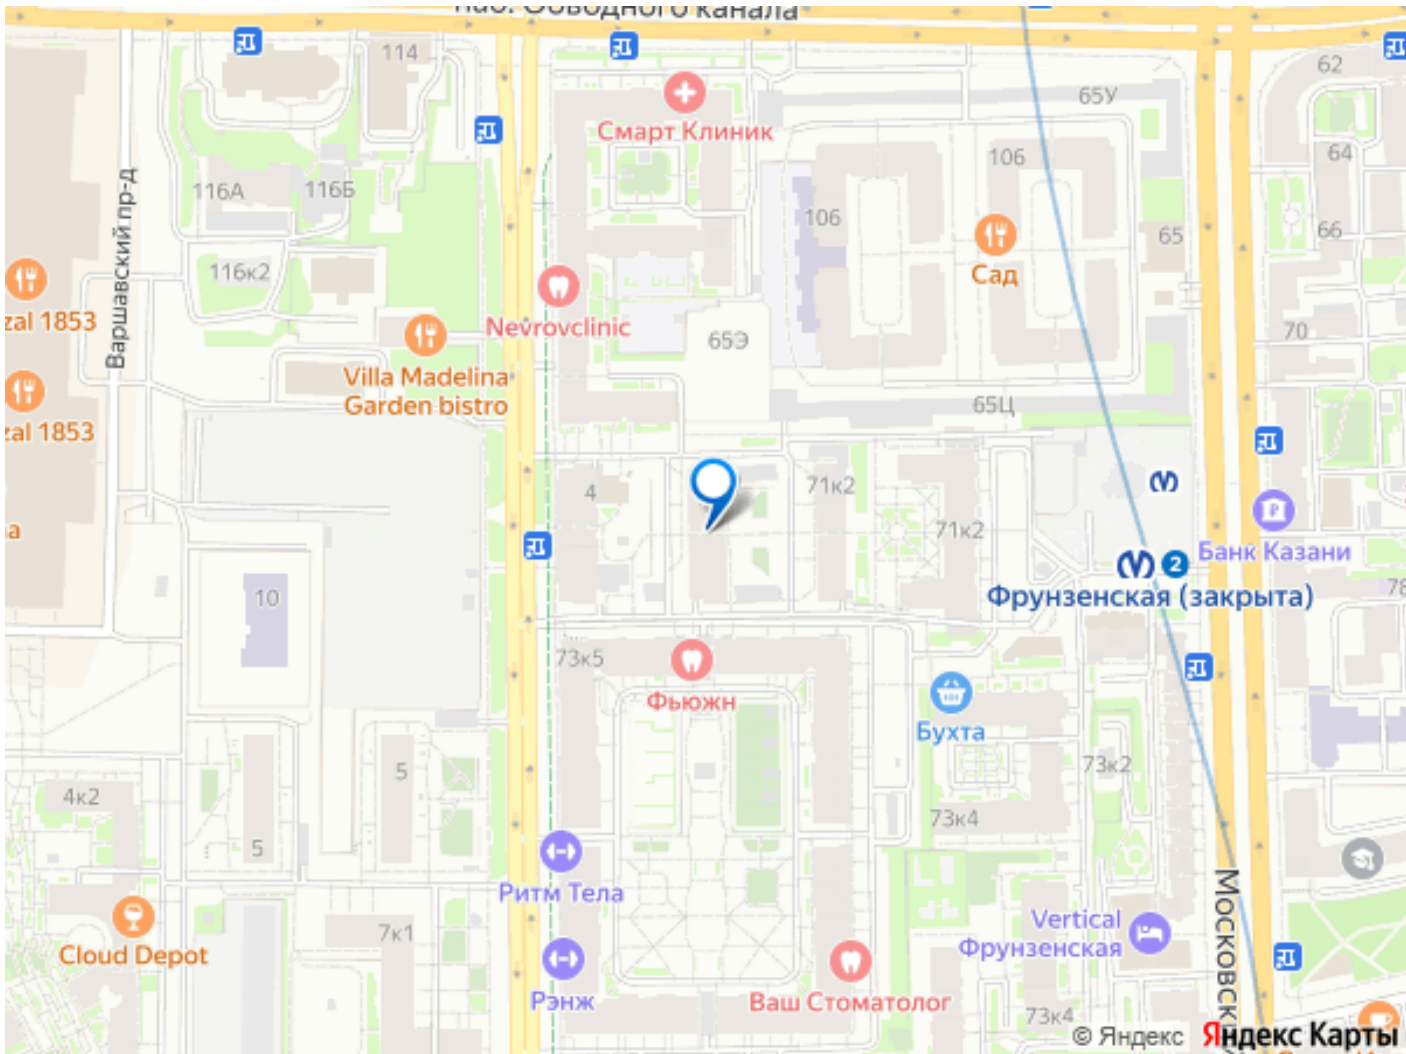 наб. Обводного канала
114
62
65У
Смарт Клиник
64
106
116А
116Б
106
66
65
Варшавский пр-д
116к2
Сад
zal 1853
Nevrovclinic
65Э
70
Villa Madelina
Garden bistro
65Ц
zal 1853
4
71к2
71к2
a
Банк Казани
2
Фрунзенская (закрыта)
78
10
73к5
Фьюжн
Бухта
5
73к2
4к2
73к4
5
Ритм Тела
Московск
Vertical
Фрунзенская
7к1
Cloud Depot
Рэнж
Ваш Стоматолог
73к4
© Яндекс Яндекс Карты